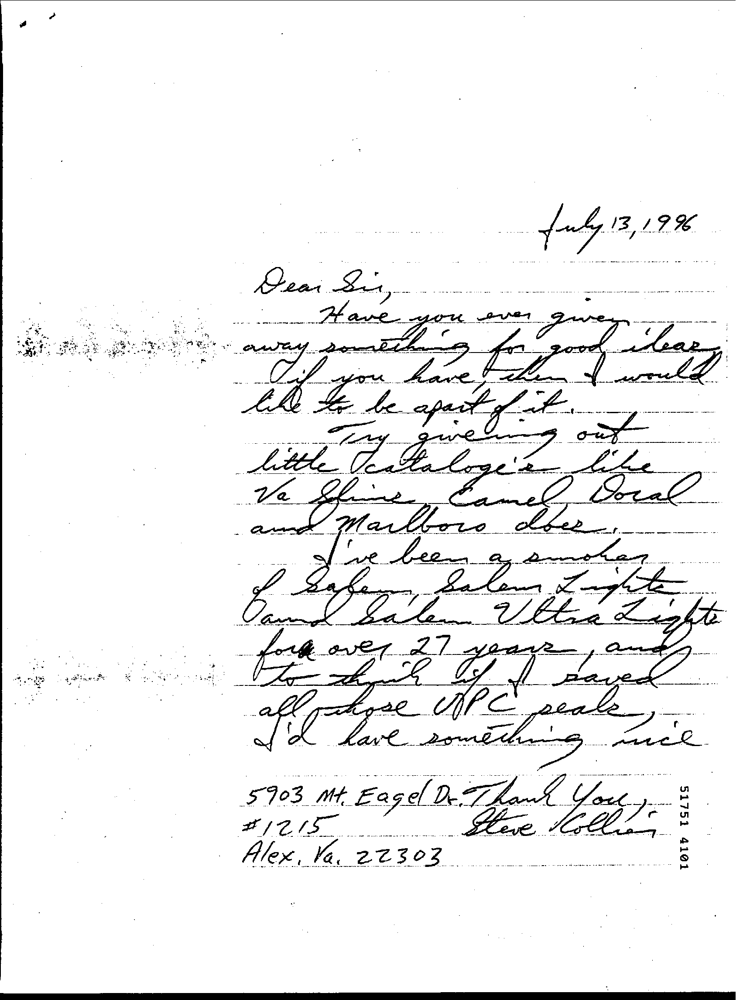 July 13, 1996
Dear Sir,
Have you ever given
away something for good ideas
if you have, then I would
like to be apart of it.
Try giveing out
little cataloge's like
Va Slims, Camel, Doral
and Marlboro does.
I've been a smoker
of Salem, Salem Lights
and Salem Ultra Lights
for over 27 years, and
to think if I saved
all those UPC seals,
I'd have something nice
5903 Mt. Eagel Dr. Thank You,
#1215 Steve
Alex. Va. 22303
51751 4101